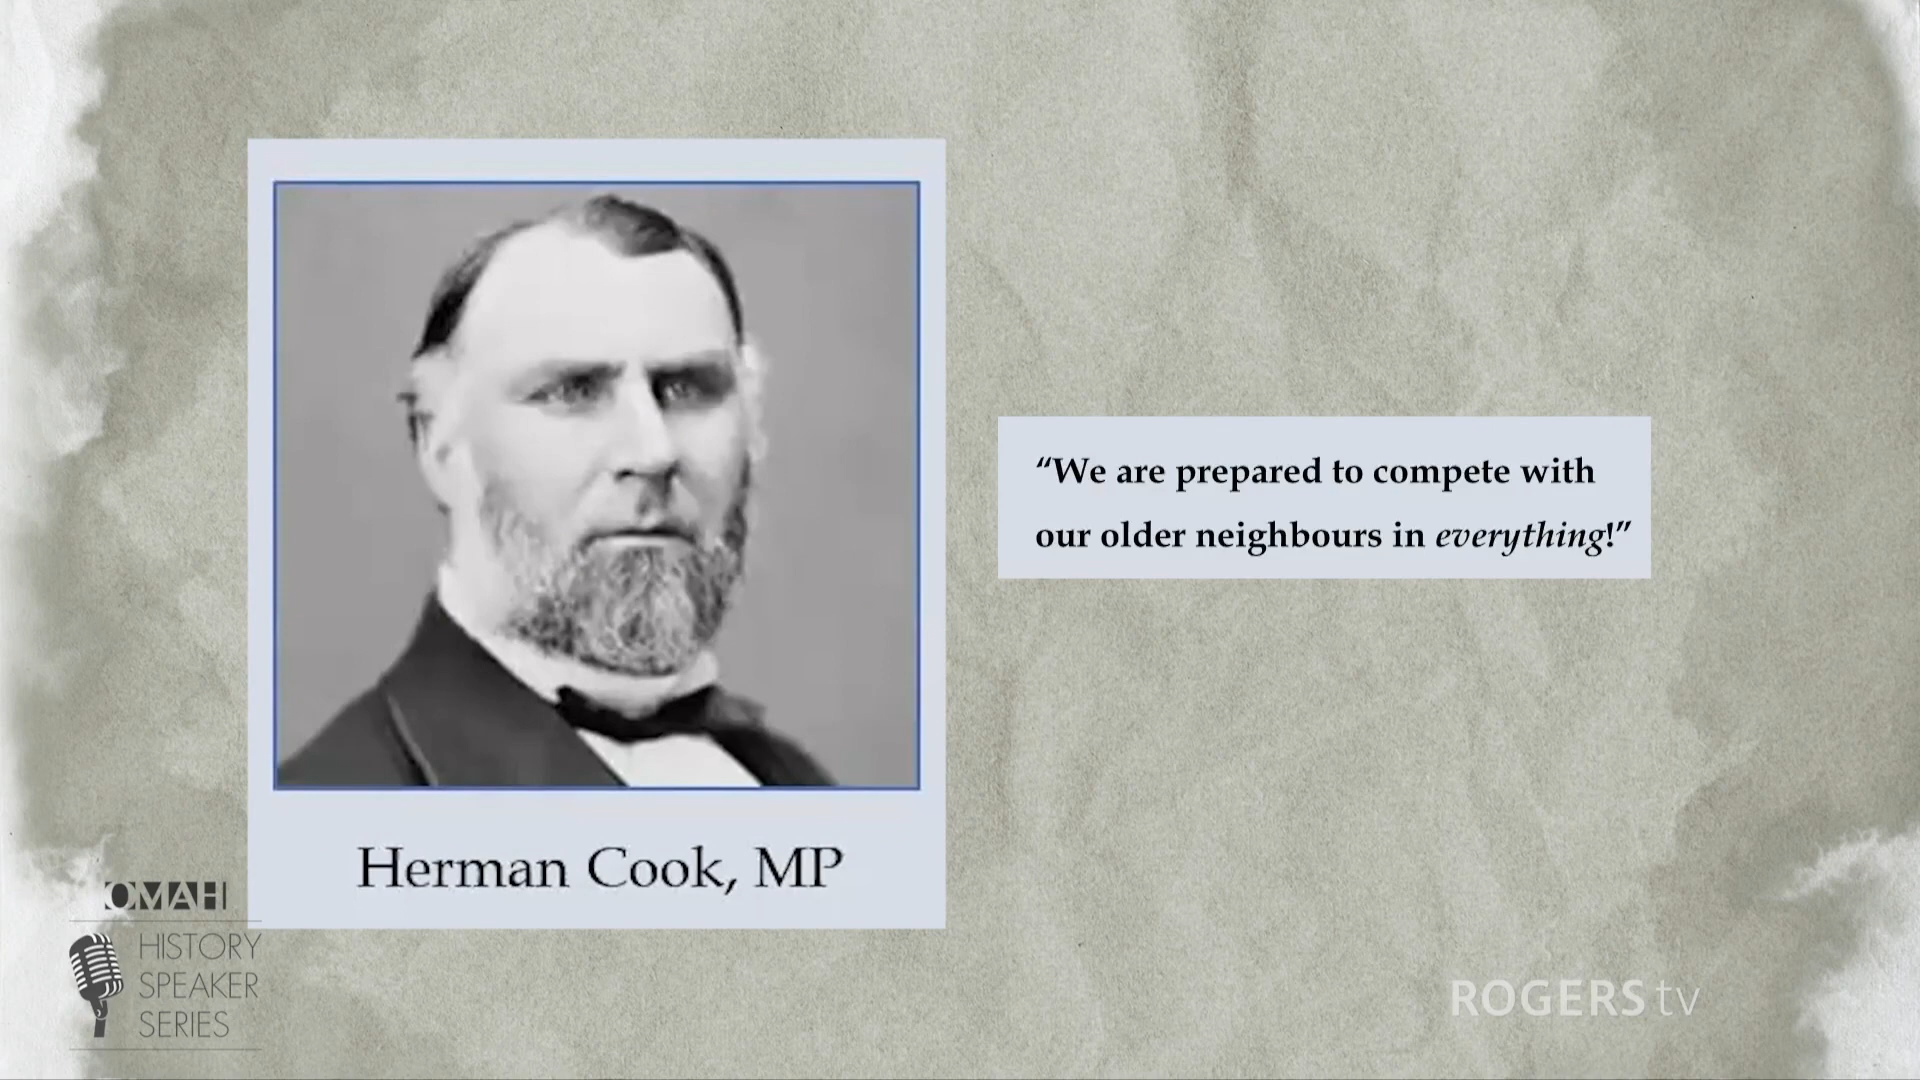 “We are prepared to compete with
our older neighbours in everything!”
Herman Cook, MP
OMAH
HISTORY
SPEAKER
SERIES
ROGERS tv